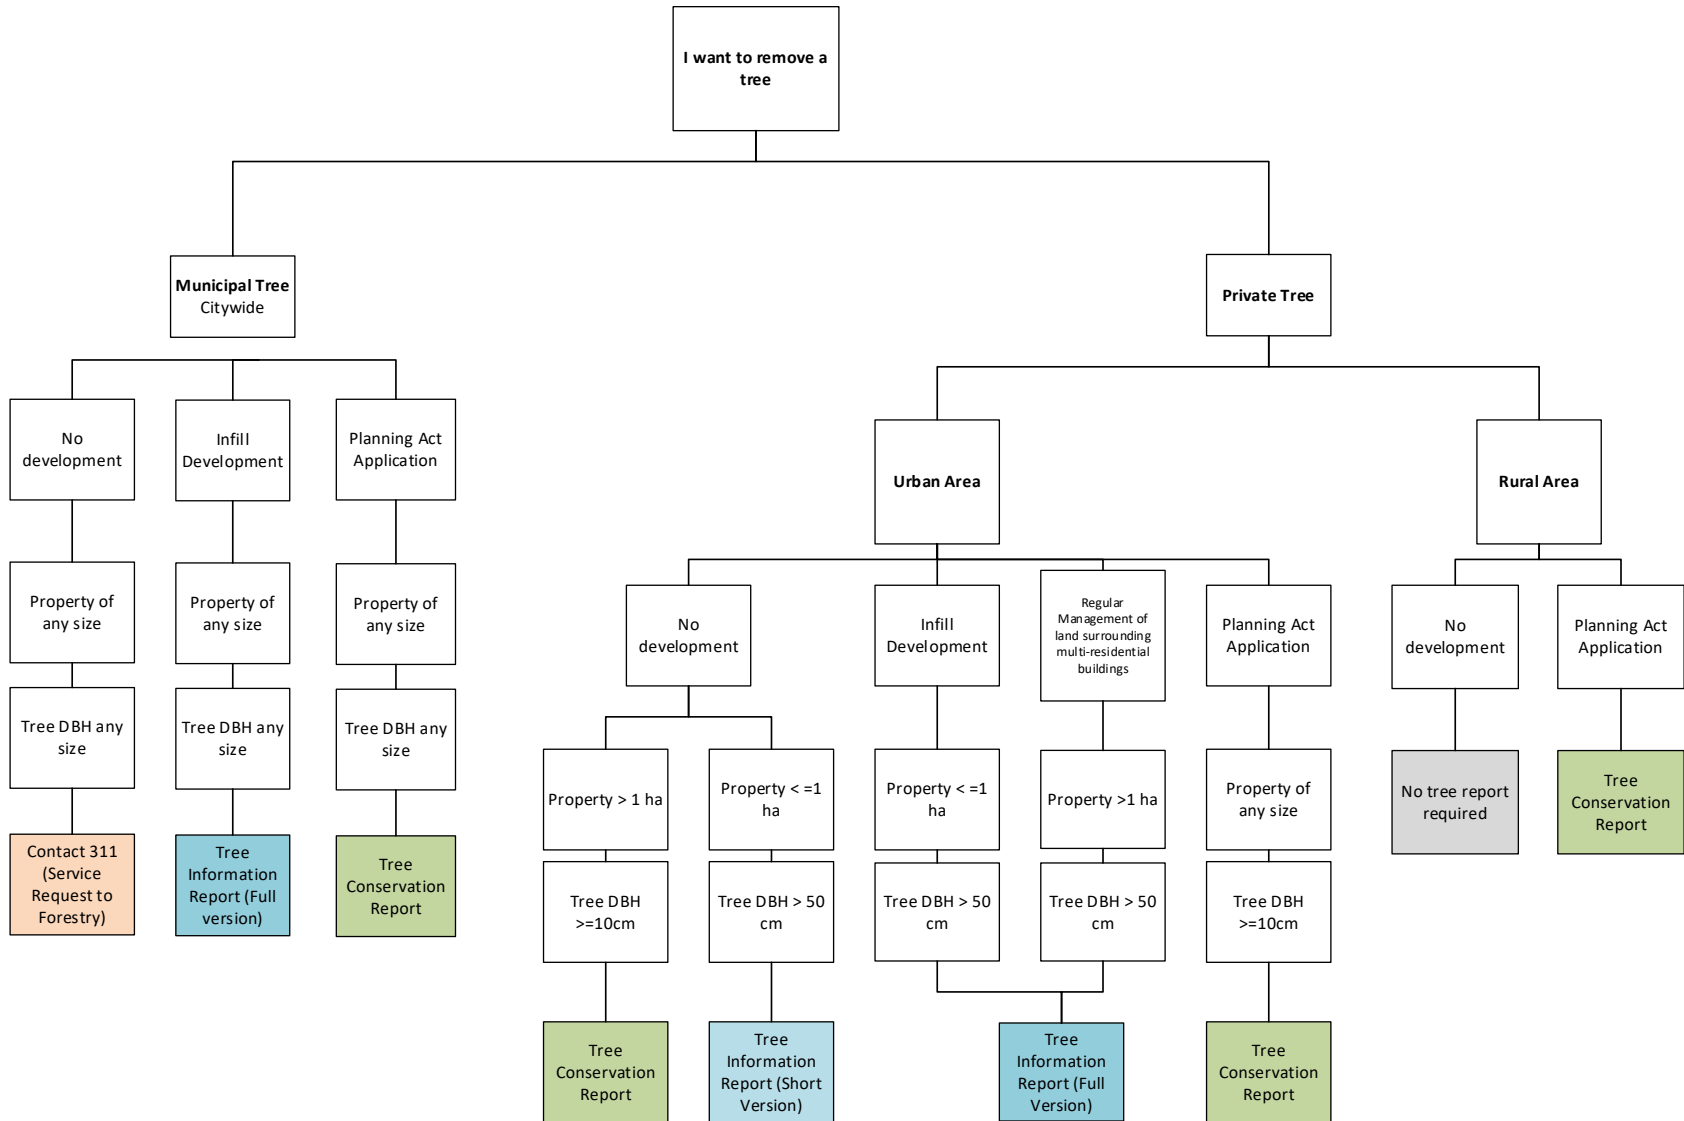 I want to remove a
tree
Municipal Tree
Citywide
Private Tree
No
development
Infill
Development
Planning Act
Application
Urban Area
Rural Area
Property of
any size
Property of
any size
Property of
any size
No
development
Infill
Development
Regular
Management of
land surrounding
multi-residential
buildings
Planning Act
Application
No
development
Planning Act
Application
Tree DBH any
size
Tree DBH any
size
Tree DBH any
size
Property > 1 ha
Property < =1
ha
Property < =1
ha
Property >1 ha
Property of
any size
No tree report
required
Tree
Conservation
Report
Contact 311
(Service
Request to
Forestry)
Tree
Information
Report (Full
version)
Tree
Conservation
Report
Tree DBH
>=10cm
Tree DBH > 50
cm
Tree DBH > 50
cm
Tree DBH > 50
cm
Tree DBH
>=10cm
Tree
Conservation
Report
Tree
Information
Report (Short
Version)
Tree
Information
Report (Full
Version)
Tree
Conservation
Report